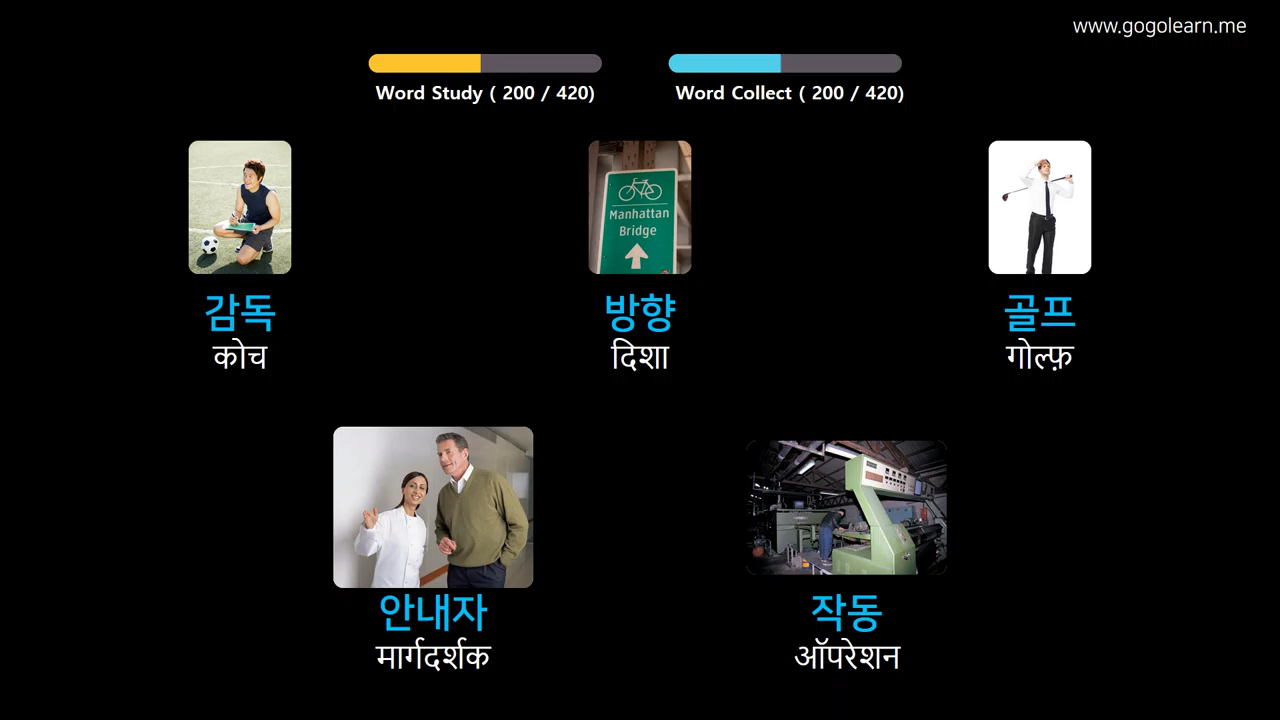 www.gogolearn.me
Word Study ( 200 / 420)
Word Collect ( 200 / 420)
Manhattan
Bridge
감독
कोच
방향
दिशा
골프
गोल्फ़
안내자
मार्गदर्शक
작동
ऑपरेशन